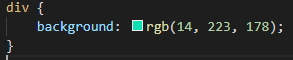 div {
    background: rgb(14, 223, 178);
}